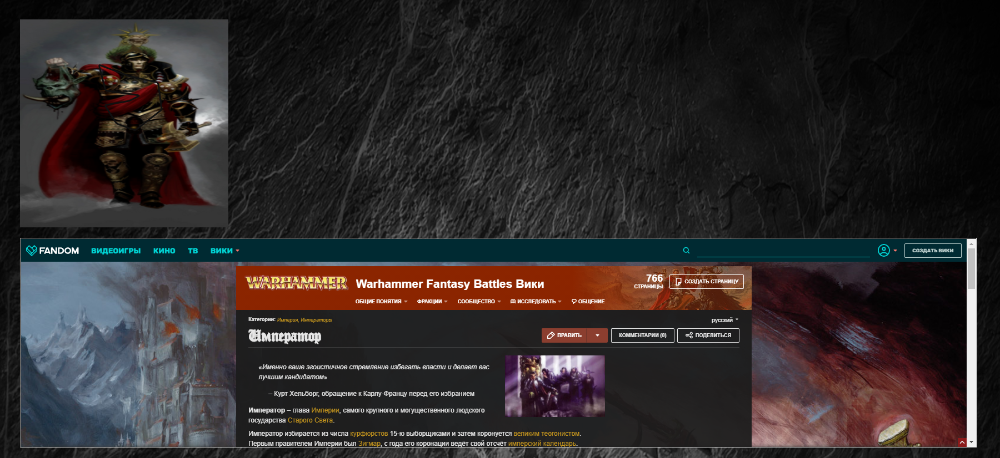 FANDOM ВИДЕОИГРЫ КИНО ТВ ВИКИ СОЗДАТЬ ВИКИ
WARHAMMER Warhammer Fantasy Battles Вики 766 СТРАНИЦЫ СОЗДАТЬ СТРАНИЦУ
ОБЩИЕ ПОНЯТИЯ ФРАКЦИИ СООБЩЕСТВО ИССЛЕДОВАТЬ ОБЩЕНИЕ
Категории: Империя, Императоры русский
Император ПРАВИТЬ КОММЕНТАРИИ (0) ПОДЕЛИТЬСЯ
«Именно ваше эгоистичное стремление избегать власти и делает вас
лучшим кандидатом»
– Курт Хельборг, обращение к Карлу-Францу перед его избранием
Император – глава Империи, самого крупного и могущественного людского
государства Старого Света.
Император избирается из числа курфюрстов 15-ю выборщиками и затем коронуется великим теогонистом.
Первым правителем Империи был Зигмар, с года его коронации ведёт свой отсчёт имперский календарь.